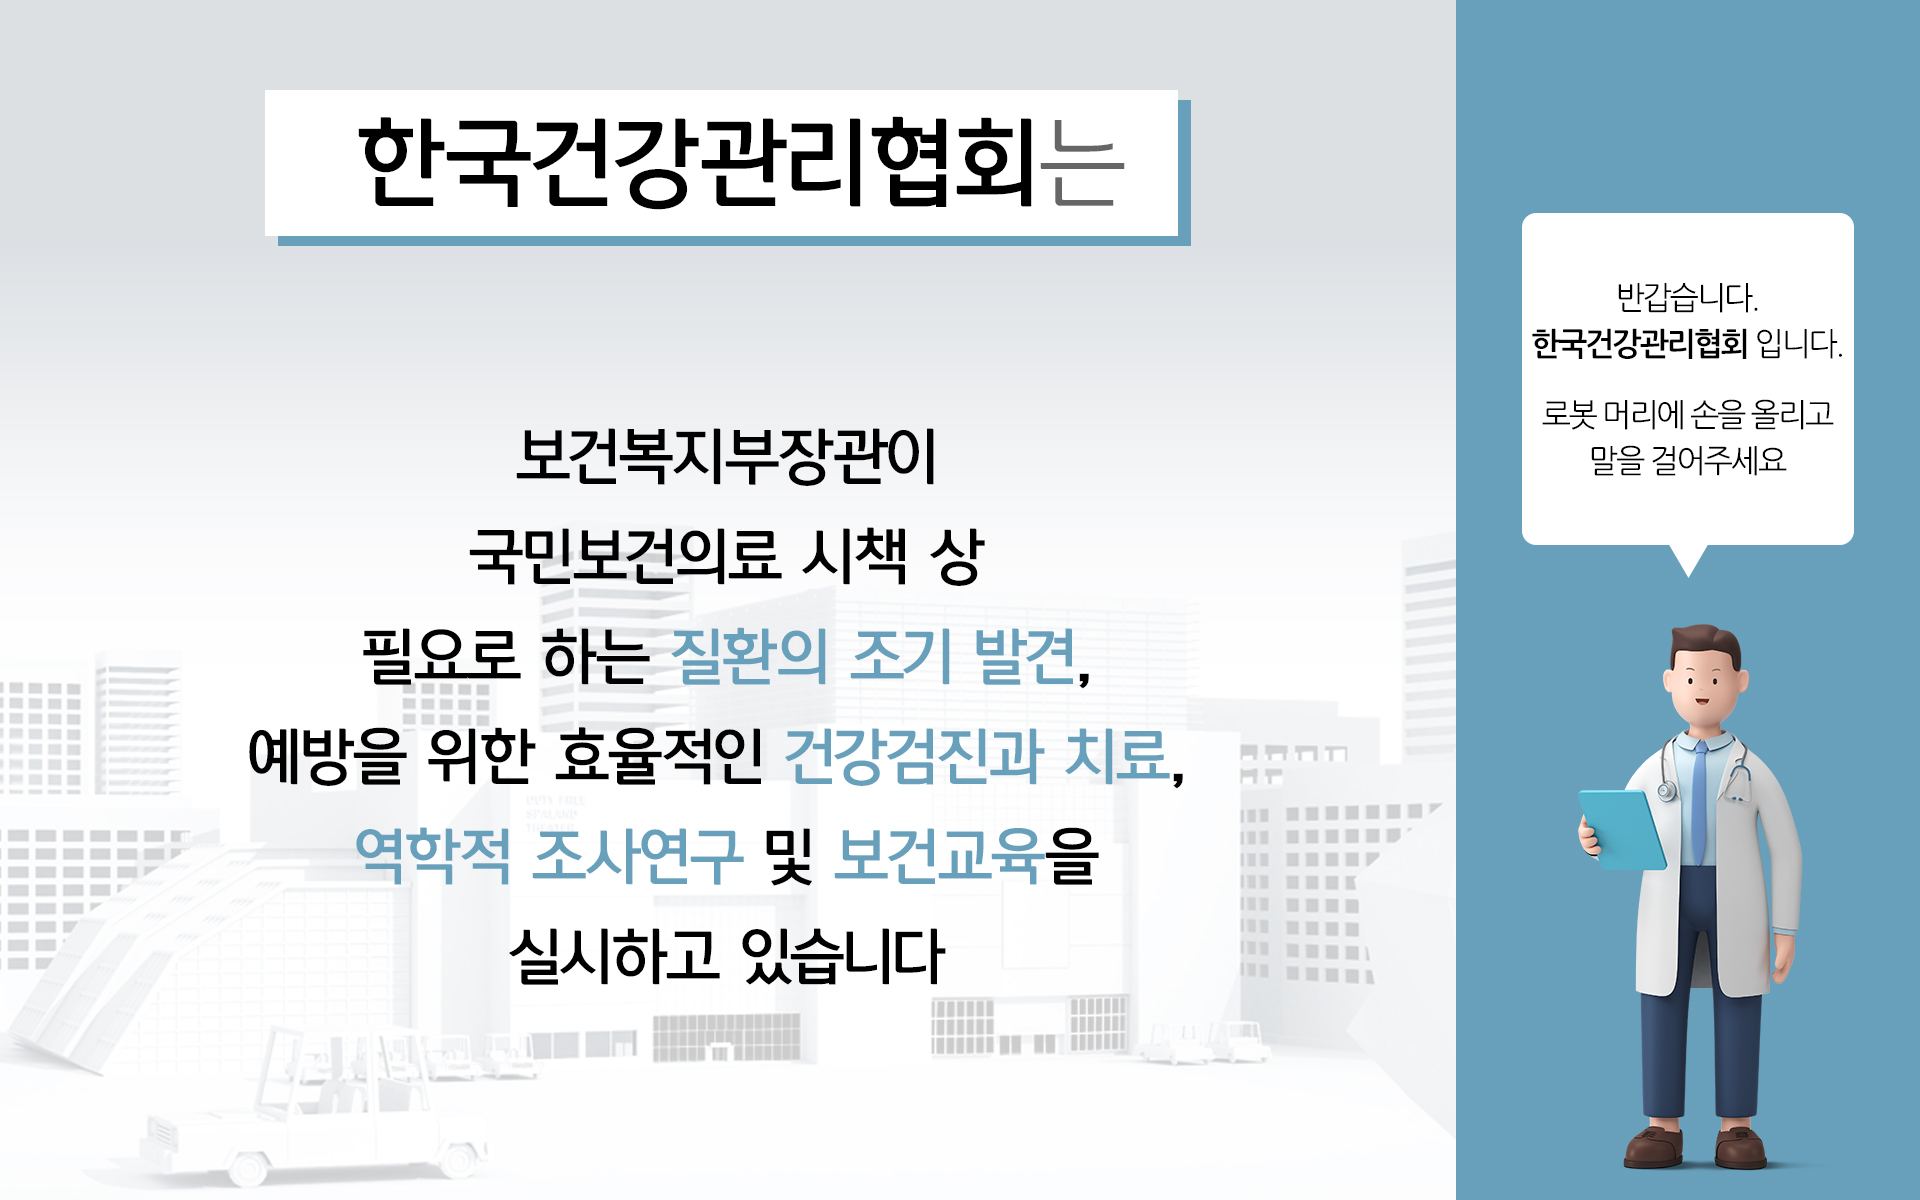 한국건강관리협회는
보건복지부장관이
국민보건의료 시책 상
필요로 하는 질환의 조기 발견,
예방을 위한 효율적인 건강검진과 치료,
역학적 조사연구 및 보건교육을
실시하고 있습니다
반갑습니다.
한국건강관리협회 입니다.
로봇 머리에 손을 올리고
말을 걸어주세요